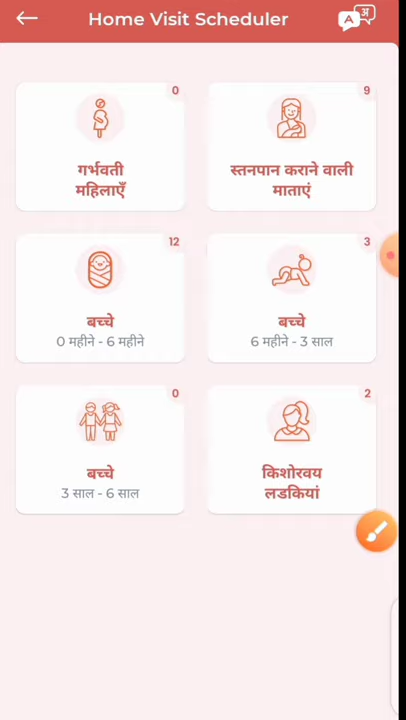 Home Visit Scheduler
A अ
0
गर्भवती
महिलाएँ
9
स्तनपान कराने वाली
माताएं
12
बच्चे
0 महीने - 6 महीने
3
बच्चे
6 महीने - 3 साल
0
बच्चे
3 साल - 6 साल
2
किशोरवय
लडकियां